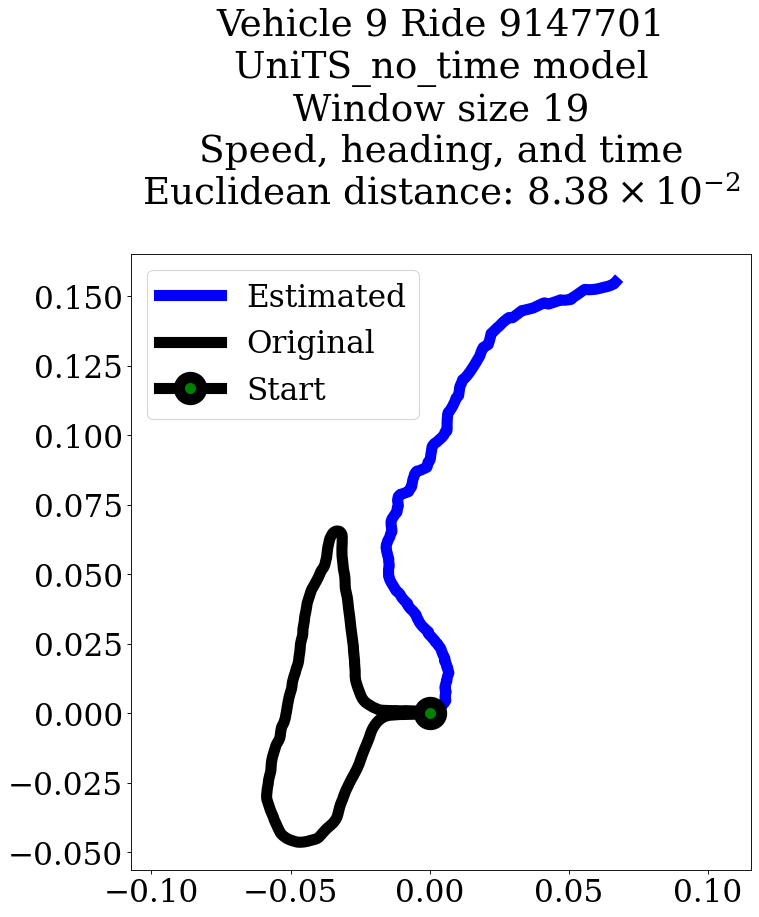 Vehicle 9 Ride 9147701
UniTS_no_time model
Window size 19
Speed, heading, and time
Euclidean distance: 8.38 × 10⁻²
Estimated
Original
Start
0.150
0.125
0.100
0.075
0.050
0.025
0.000
−0.025
−0.050
−0.10 −0.05 0.00 0.05 0.10